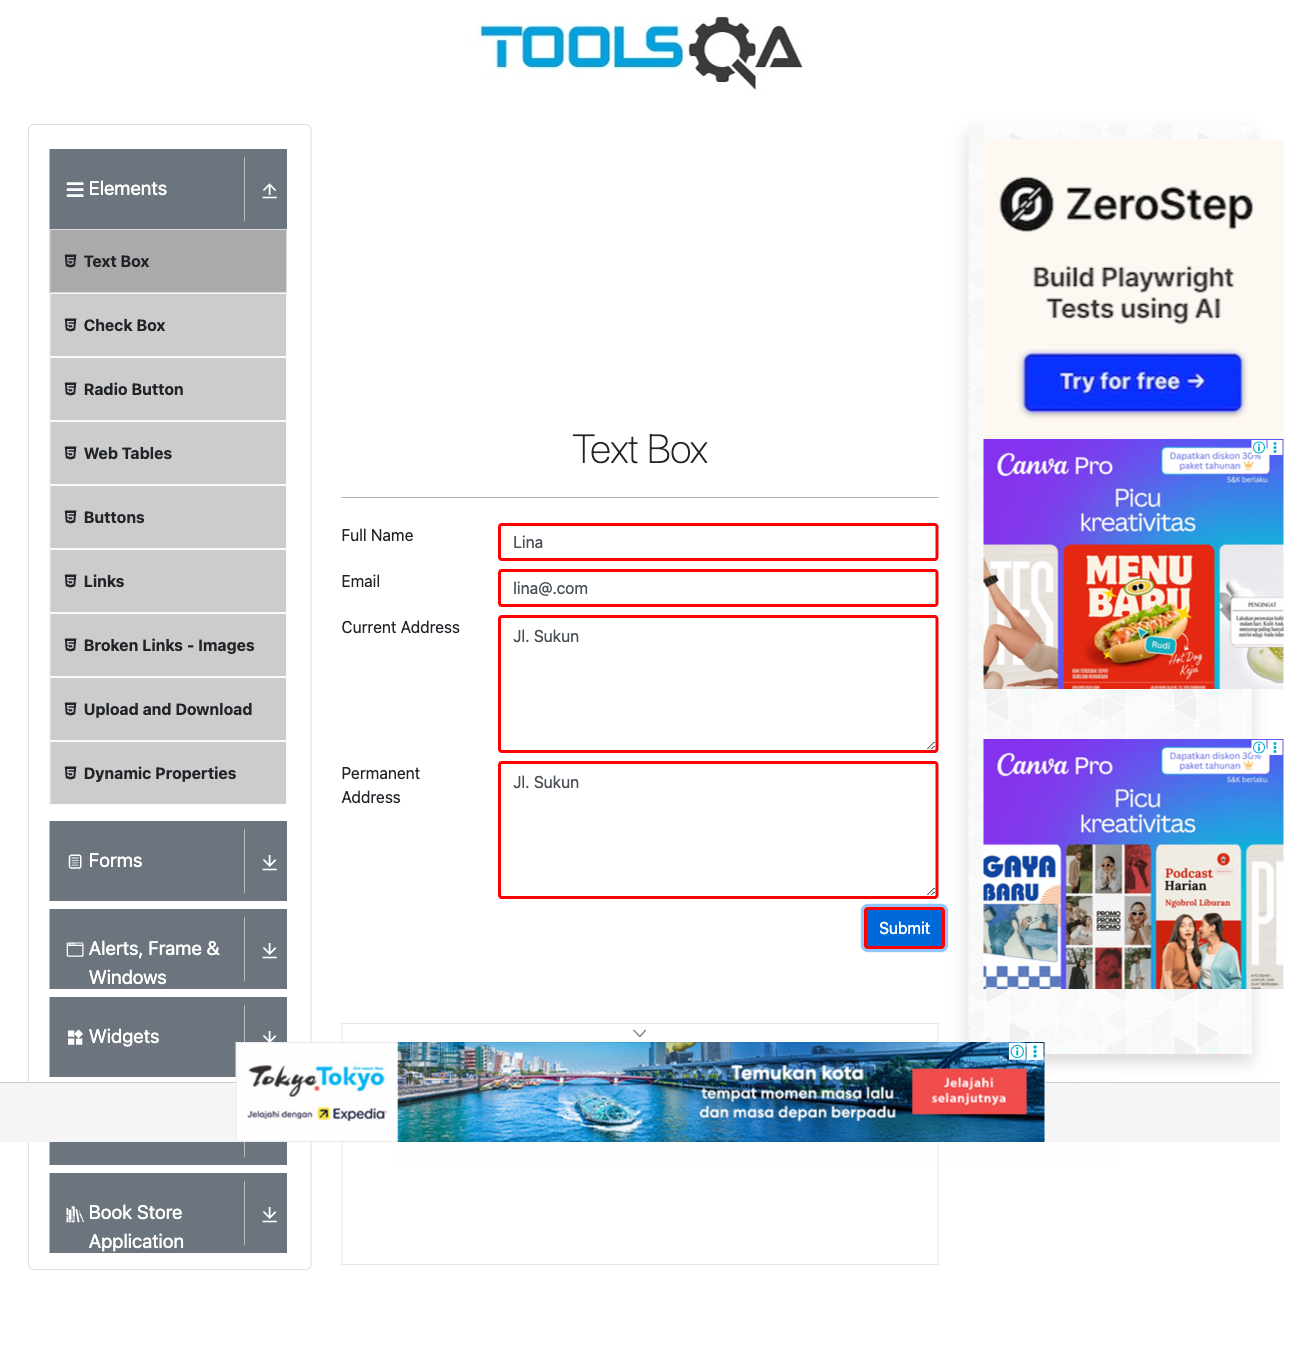 TOOLSQA
Elements
Text Box
Check Box
Radio Button
Web Tables
Buttons
Links
Broken Links - Images
Upload and Download
Dynamic Properties
Forms
Alerts, Frame &
Windows
Widgets
Book Store
Application
Text Box
Full Name
Lina
Email
lina@.com
Current Address
Jl. Sukun
Permanent
Address
Jl. Sukun
Submit
ZeroStep
Build Playwright
Tests using AI
Try for free →
Canva Pro
Dapatkan diskon 30%
paket tahunan
S&K berlaku.
Picu
kreativitas
MENU
BARU
Rudi
Hot Dog
Keja
PENGINGAT
Canva Pro
Dapatkan diskon 30%
paket tahunan
S&K berlaku.
Picu
kreativitas
GAYA
BARU
PROMO
PROMO
PROMO
Podcast
Harian
Ngobrol Liburan
TokyoTokyo
Jelajahi dengan Expedia
Temukan kota
tempat momen masa lalu
dan masa depan berpadu
Jelajahi
selanjutnya